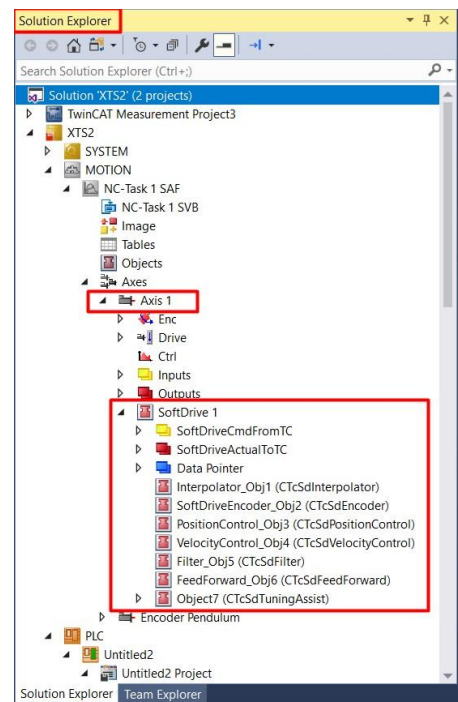 Solution Explorer
Search Solution Explorer (Ctrl+;)
Solution 'XTS2' (2 projects)
TwinCAT Measurement Project3
XTS2
SYSTEM
MOTION
NC-Task 1 SAF
NC-Task 1 SVB
Image
Tables
Objects
Axes
Axis 1
Enc
Drive
Ctrl
Inputs
Outputs
SoftDrive 1
SoftDriveCmdFromTC
SoftDriveActualToTC
Data Pointer
Interpolator_Obj1 (CTcSdInterpolator)
SoftDriveEncoder_Obj2 (CTcSdEncoder)
PositionControl_Obj3 (CTcSdPositionControl)
VelocityControl_Obj4 (CTcSdVelocityControl)
Filter_Obj5 (CTcSdFilter)
FeedForward_Obj6 (CTcSdFeedForward)
Object7 (CTcSdTuningAssist)
Encoder Pendulum
PLC
Untitled2
Untitled2 Project
Solution Explorer Team Explorer